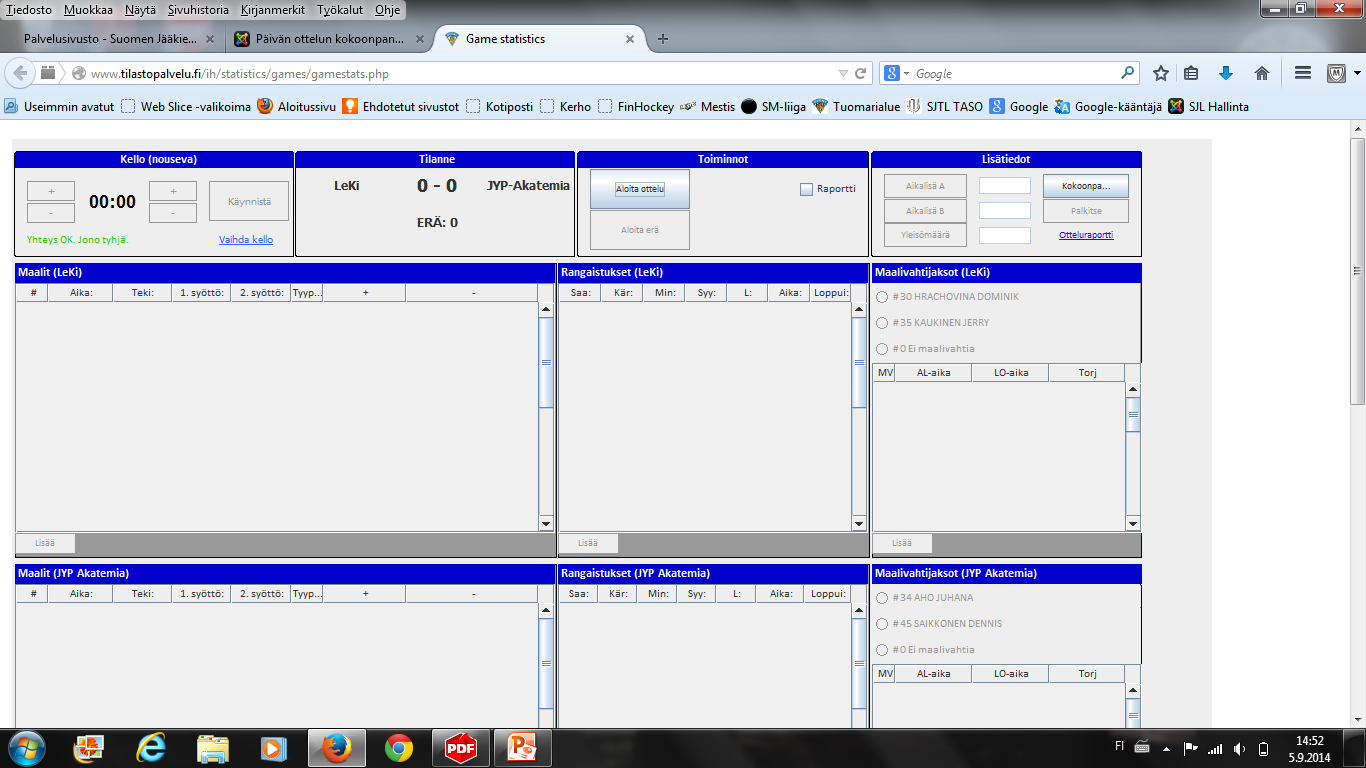 Tiedosto Muokkaa Näytä Sivuhistoria Kirjanmerkit Työkalut Ohje
Palvelusivusto - Suomen Jääkie... Päivän ottelun kokoonpan... Game statistics
www.tilastopalvelu.fi/ih/statistics/games/gamestats.php Google
Useimmin avatut Web Slice -valikoima Aloitussivu Ehdotetut sivustot Kotiposti Kerho FinHockey Mestis SM-liiga Tuomarialue SJTL TASO Google Google-kääntäjä SJL Hallinta
Kello (nouseva) Tilanne Toiminnot Lisätiedot
+ 00:00 + Käynnistä LeKi 0 - 0 JYP-Akatemia Aloita ottelu Raportti Aikalisä A Kokoonpa...
- - Aikalisä B Palkitse
ERÄ: 0 Aloita erä
Yhteys OK. Jono tyhjä. Vaihda kello Yleisömäärä Otteluraportti
Maalit (LeKi) Rangaistukset (LeKi) Maalivahtijaksot (LeKi)
# Aika: Teki: 1. syöttö: 2. syöttö: Tyyp... + - Saa: Kär: Min: Syy: L: Aika: Loppui:
#30 HRACHOVINA DOMINIK
#35 KAUKINEN JERRY
#0 Ei maalivahtia
MV AL-aika LO-aika Torj
Lisää Lisää Lisää
Maalit (JYP Akatemia) Rangaistukset (JYP Akatemia) Maalivahtijaksot (JYP Akatemia)
# Aika: Teki: 1. syöttö: 2. syöttö: Tyyp... + - Saa: Kär: Min: Syy: L: Aika: Loppui:
#34 AHO JUHANA
#45 SAIKKONEN DENNIS
#0 Ei maalivahtia
MV AL-aika LO-aika Torj
PDF FI 14:52
5.9.2014